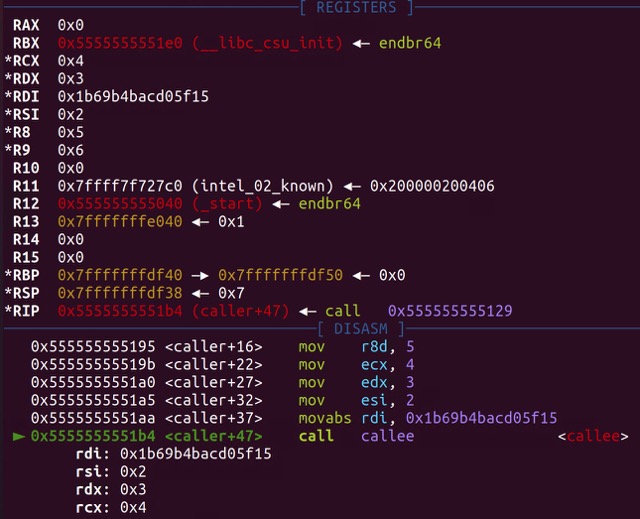 [ REGISTERS ]
RAX 0x0
RBX 0x5555555551e0 (__libc_csu_init) ← endbr64
*RCX 0x4
*RDX 0x3
*RDI 0x1b69b4bacd05f15
*RSI 0x2
*R8 0x5
*R9 0x6
R10 0x0
R11 0x7ffff7f727c0 (intel_02_known) ← 0x200000200406
R12 0x555555555040 (_start) ← endbr64
R13 0x7fffffffe040 ← 0x1
R14 0x0
R15 0x0
*RBP 0x7fffffffdf40 → 0x7fffffffdf50 ← 0x0
*RSP 0x7fffffffdf38 ← 0x7
*RIP 0x5555555551b4 (caller+47) ← call 0x555555555129
[ DISASM ]
0x555555555195 <caller+16> mov r8d, 5
0x55555555519b <caller+22> mov ecx, 4
0x5555555551a0 <caller+27> mov edx, 3
0x5555555551a5 <caller+32> mov esi, 2
0x5555555551aa <caller+37> movabs rdi, 0x1b69b4bacd05f15
► 0x5555555551b4 <caller+47> call callee <callee>
rdi: 0x1b69b4bacd05f15
rsi: 0x2
rdx: 0x3
rcx: 0x4